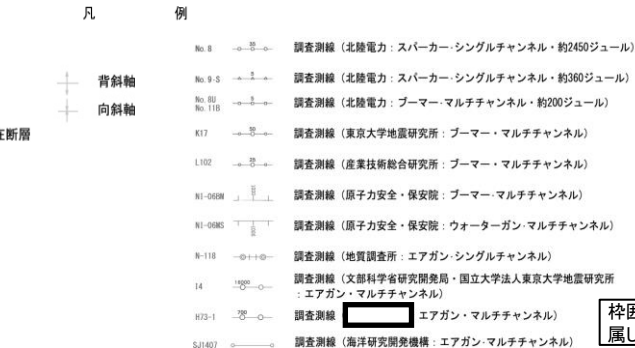 凡 例
背斜軸
向斜軸
在断層
No. 8 調査測線（北陸電力：スパーカー・シングルチャンネル・約2450ジュール）
No. 9-S 調査測線（北陸電力：スパーカー・シングルチャンネル・約360ジュール）
No. 8U
No. 11B 調査測線（北陸電力：ブーマー・マルチチャンネル・約200ジュール）
K17 50 調査測線（東京大学地震研究所：ブーマー・マルチチャンネル）
L102 25 調査測線（産業技術総合研究所：ブーマー・マルチチャンネル）
NI-06BM 調査測線（原子力安全・保安院：ブーマー・マルチチャンネル）
NI-06WS 調査測線（原子力安全・保安院：ウォーターガン・マルチチャンネル）
N-118 調査測線（地質調査所：エアガン・シングルチャンネル）
I4 調査測線（文部科学省研究開発局・国立大学法人東京大学地震研究所
：エアガン・マルチチャンネル）
H73-1 700 調査測線（ エアガン・マルチチャンネル）
SJ1407 調査測線（海洋研究開発機構：エアガン・マルチチャンネル）
枠囲
属し